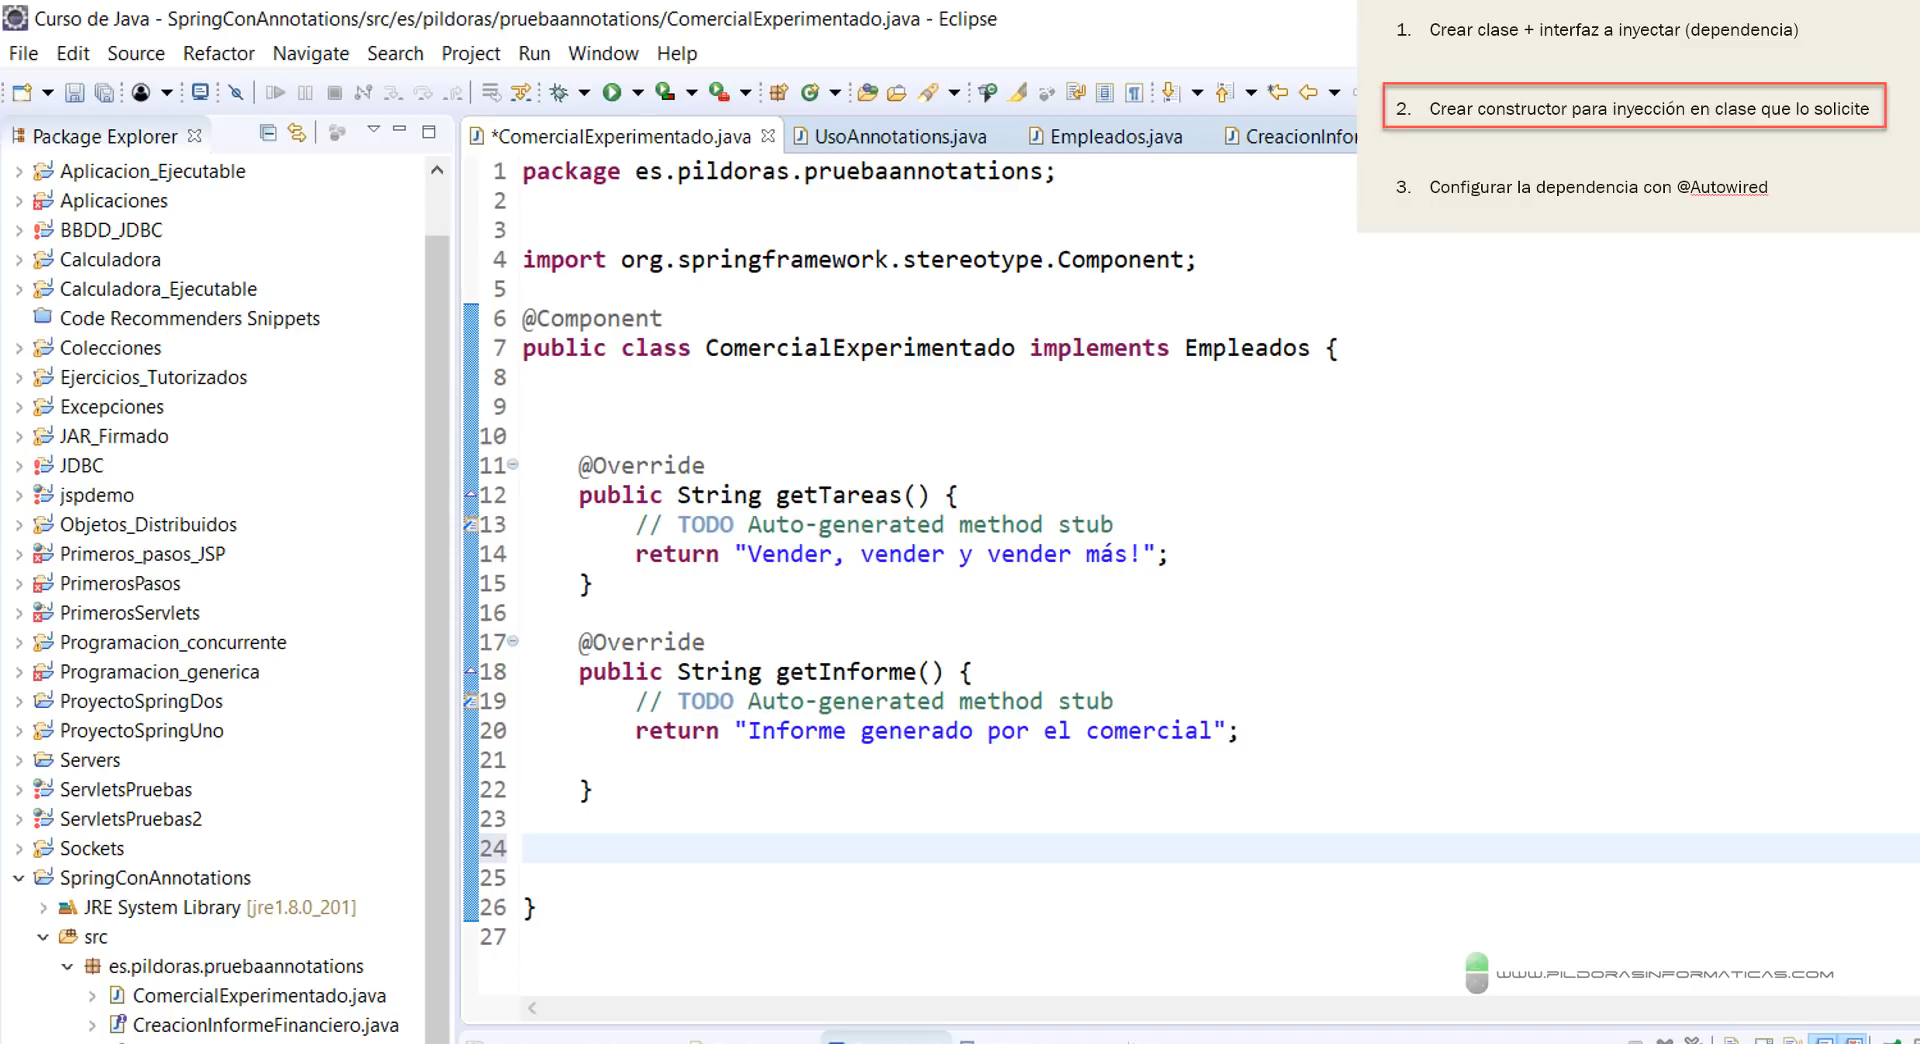 Curso de Java - SpringConAnnotations/src/es/pildoras/pruebaannotations/ComercialExperimentado.java - Eclipse
File Edit Source Refactor Navigate Search Project Run Window Help
1. Crear clase + interfaz a inyectar (dependencia)
2. Crear constructor para inyección en clase que lo solicite
3. Configurar la dependencia con @Autowired
Package Explorer
Aplicacion_Ejecutable
Aplicaciones
BBDD_JDBC
Calculadora
Calculadora_Ejecutable
Code Recommenders Snippets
Colecciones
Ejercicios_Tutorizados
Excepciones
JAR_Firmado
JDBC
jspdemo
Objetos_Distribuidos
Primeros_pasos_JSP
PrimerosPasos
PrimerosServlets
Programacion_concurrente
Programacion_generica
ProyectoSpringDos
ProyectoSpringUno
Servers
ServletsPruebas
ServletsPruebas2
Sockets
SpringConAnnotations
JRE System Library [jre1.8.0_201]
src
es.pildoras.pruebaannotations
ComercialExperimentado.java
CreacionInformeFinanciero.java
*ComercialExperimentado.java UsoAnnotations.java Empleados.java CreacionInfor
1 package es.pildoras.pruebaannotations;
2
3
4 import org.springframework.stereotype.Component;
5
6 @Component
7 public class ComercialExperimentado implements Empleados {
8
9
10
11 @Override
12 public String getTareas() {
13 // TODO Auto-generated method stub
14 return "Vender, vender y vender más!";
15 }
16
17 @Override
18 public String getInforme() {
19 // TODO Auto-generated method stub
20 return "Informe generado por el comercial";
21
22 }
23
24
25
26 }
27
WWW.PILDORASINFORMATICAS.COM